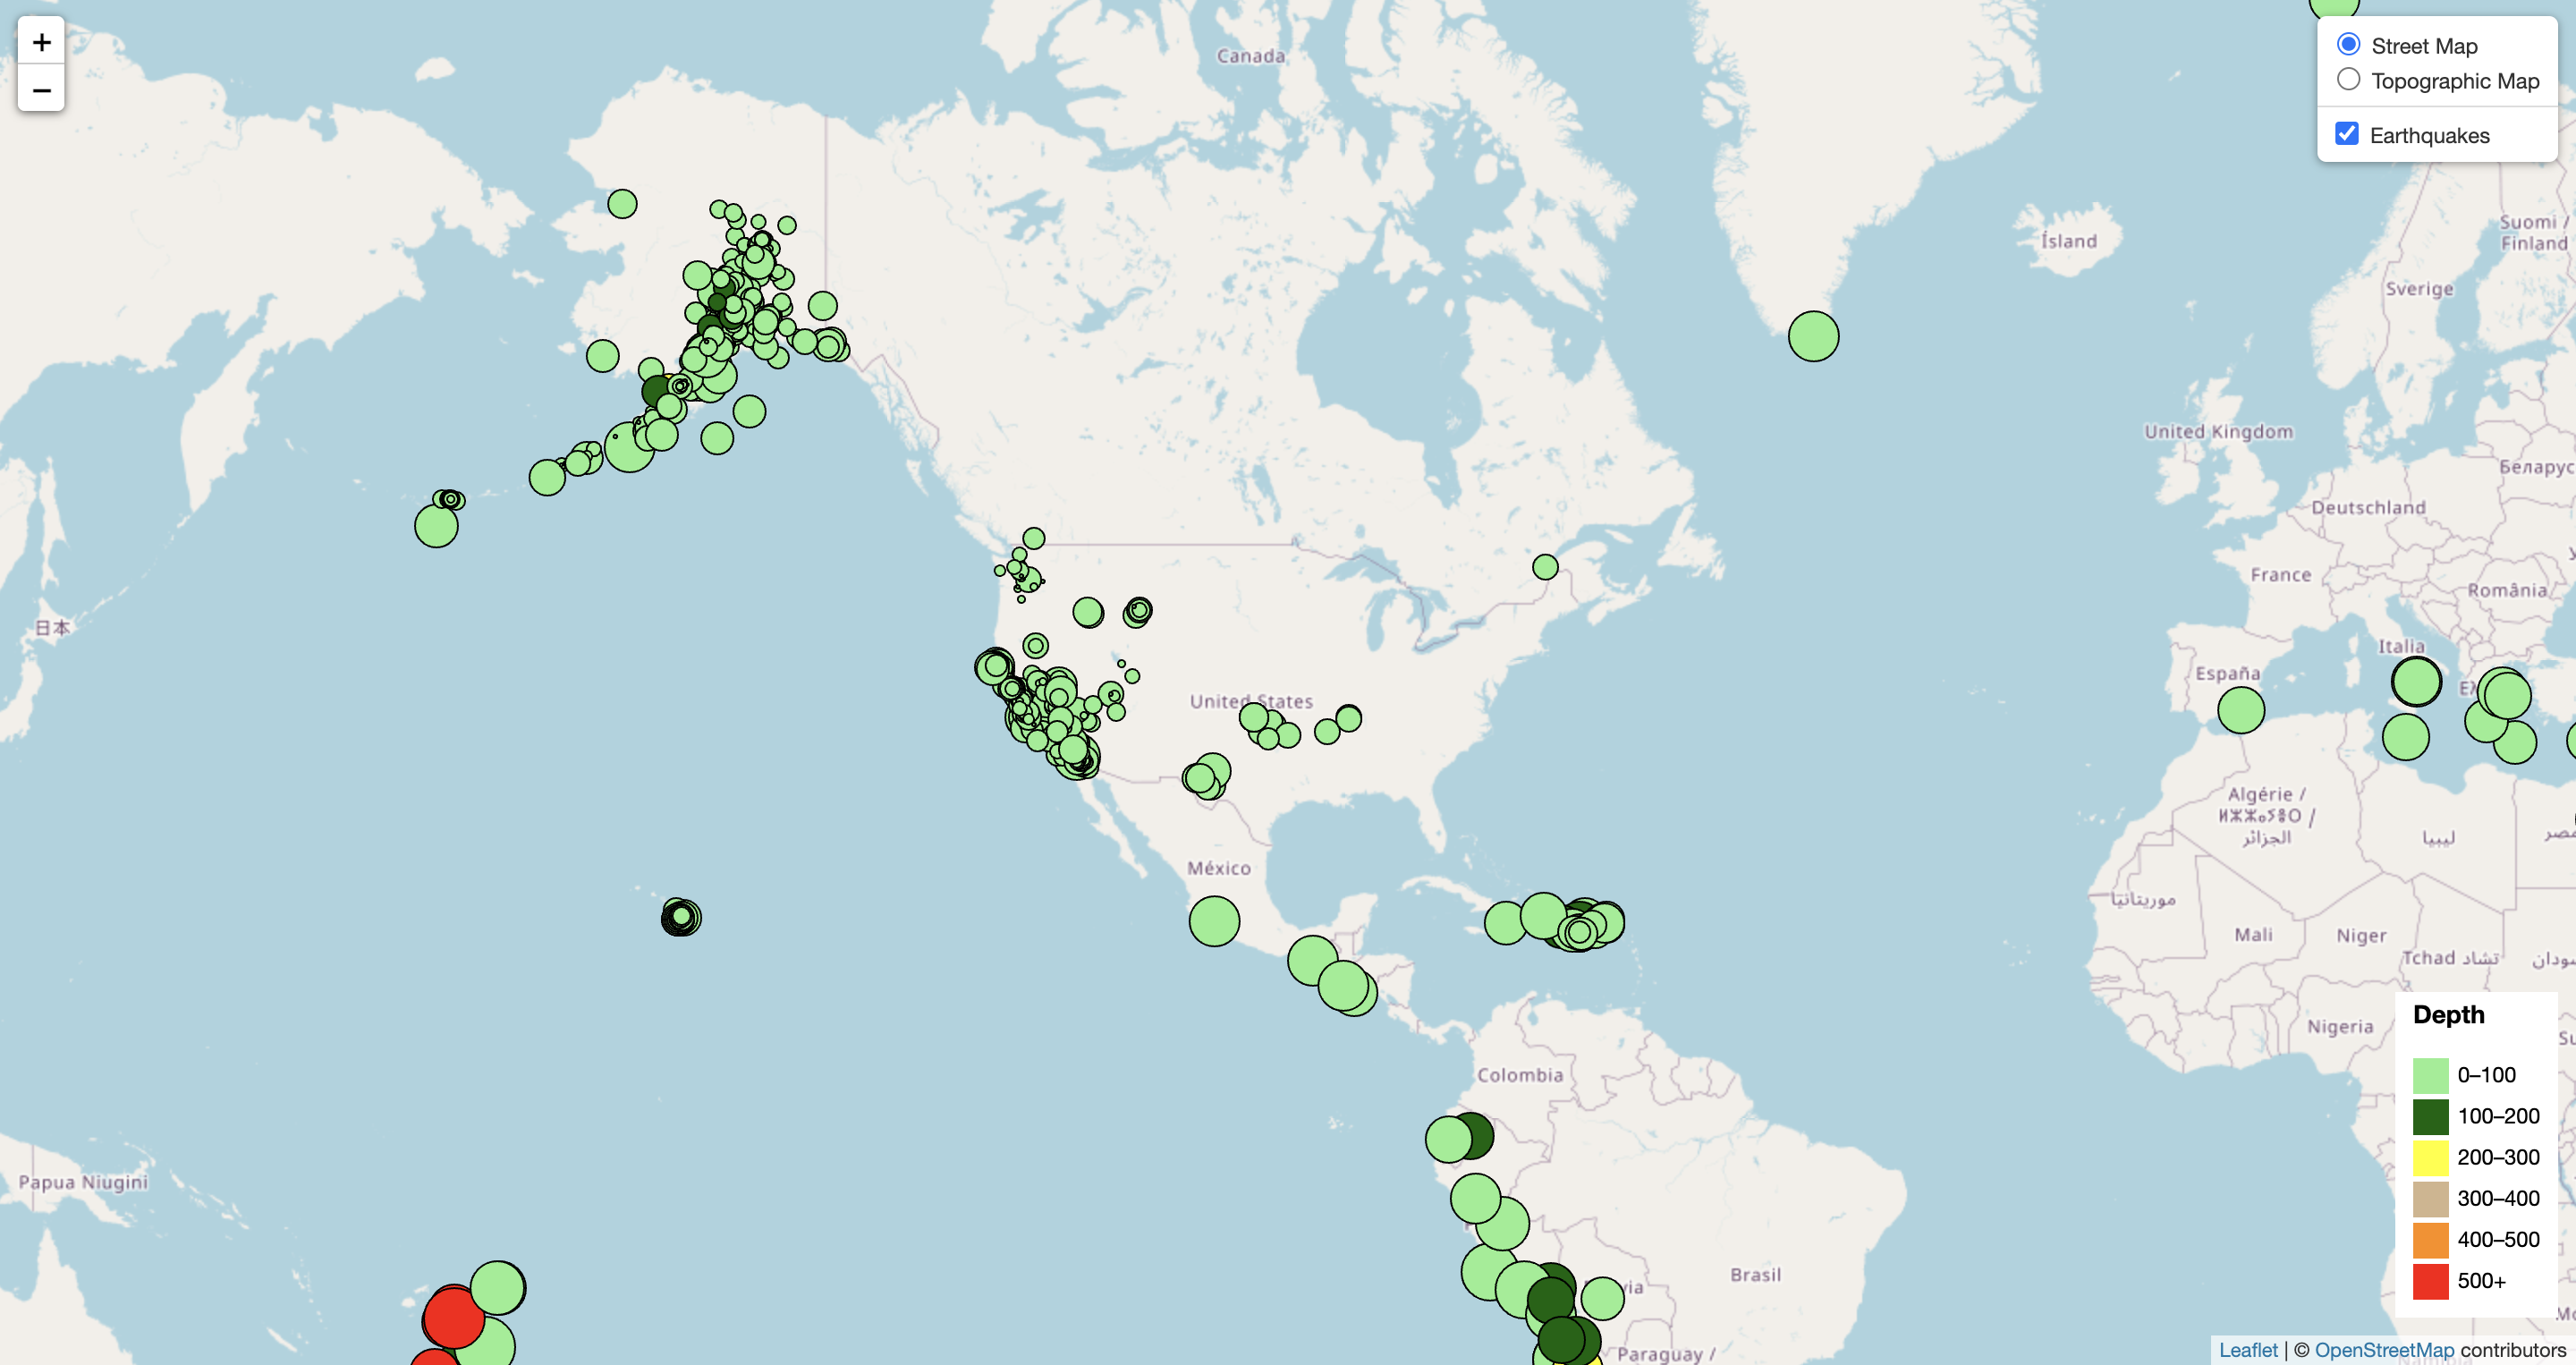 +
−
Street Map
Topographic Map
Earthquakes
Canada
Suomi /
Finland
Ísland
Sverige
United Kingdom
Беларус
Deutschland
France
România
日本
Italia
España
United States
Algérie /
ⵍⵣⵣⴰⵢⴻⵔ /
الجزائر
ليبيا
México
موريتانيا
Mali
Niger
Tchad تشاد
Nigeria
Colombia
Papua Niugini
Brasil
Paraguay /
Depth
0–100
100–200
200–300
300–400
400–500
500+
Leaflet | © OpenStreetMap contributors